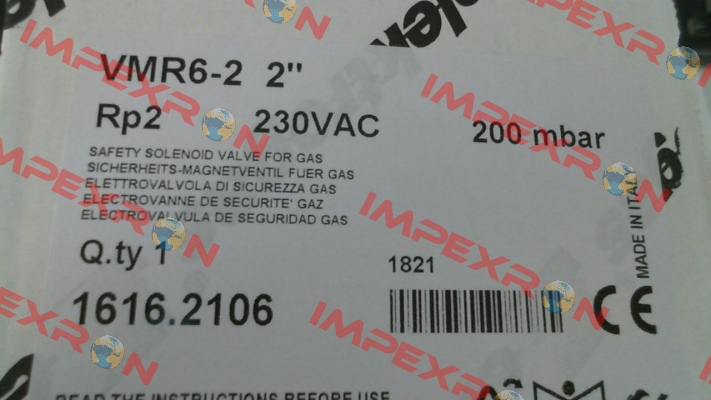 VMR6-2 2"
Rp2 230VAC 200 mbar
SAFETY SOLENOID VALVE FOR GAS
SICHERHEITS-MAGNETVENTIL FUER GAS
ELETTROVALVOLA DI SICUREZZA GAS
ELECTROVANNE DE SECURITE' GAZ
ELECTROVALVULA DE SEGURIDAD GAS
MADE IN ITALY
Q.ty 1
1821
1616.2106
CE
READ THE INSTRUCTIONS BEFORE USE
IMPEXRON
IMPEXRON
IMPEXRON
IMPEXRON
IMPEXRON
IMPEXRON